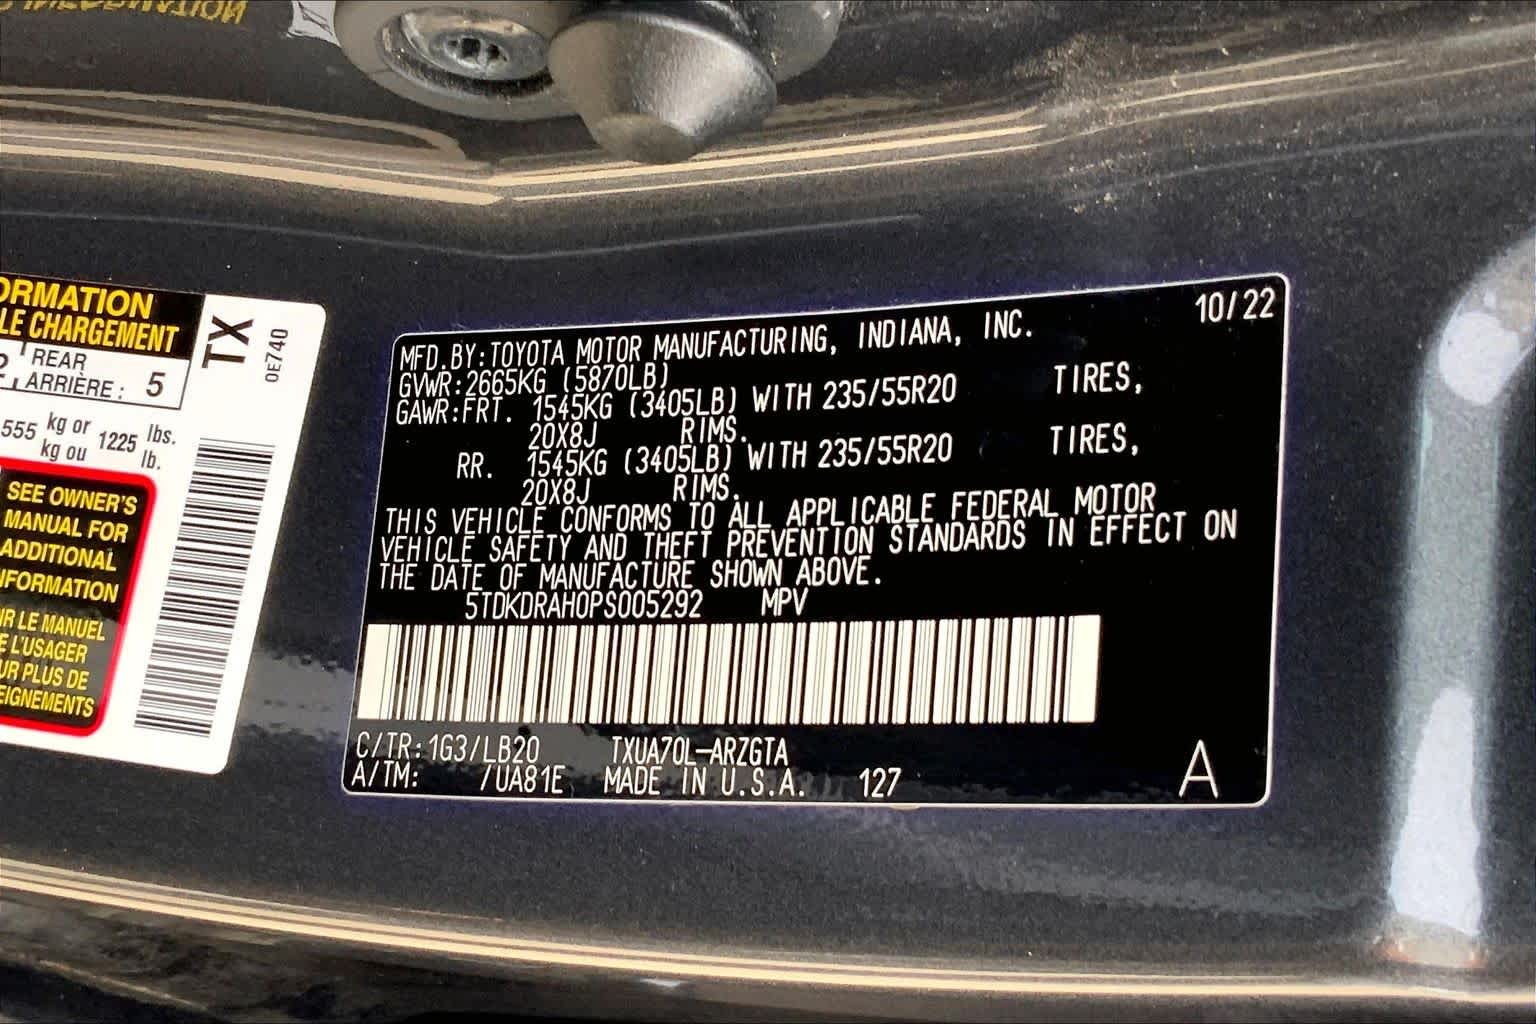 ORMATION
LE CHARGEMENT
REAR
ARRIÈRE : 5
555 kg or 1225 lbs.
kg ou lb.
SEE OWNER'S
MANUAL FOR
ADDITIONAL
NFORMATION
IR LE MANUEL
E L'USAGER
UR PLUS DE
EIGNEMENTS
TX
0E740
10/22
MFD.BY:TOYOTA MOTOR MANUFACTURING, INDIANA, INC.
GVWR:2665KG (5870LB)
GAWR:FRT. 1545KG (3405LB) WITH 235/55R20 TIRES,
20X8J RIMS.
RR. 1545KG (3405LB) WITH 235/55R20 TIRES,
20X8J RIMS.
THIS VEHICLE CONFORMS TO ALL APPLICABLE FEDERAL MOTOR
VEHICLE SAFETY AND THEFT PREVENTION STANDARDS IN EFFECT ON
THE DATE OF MANUFACTURE SHOWN ABOVE.
5TDKDRAH0PS005292 MPV
C/TR:1G3/LB20 TXUA70L-ARZGTA
A/TM: /UA81E MADE IN U.S.A. 127 A